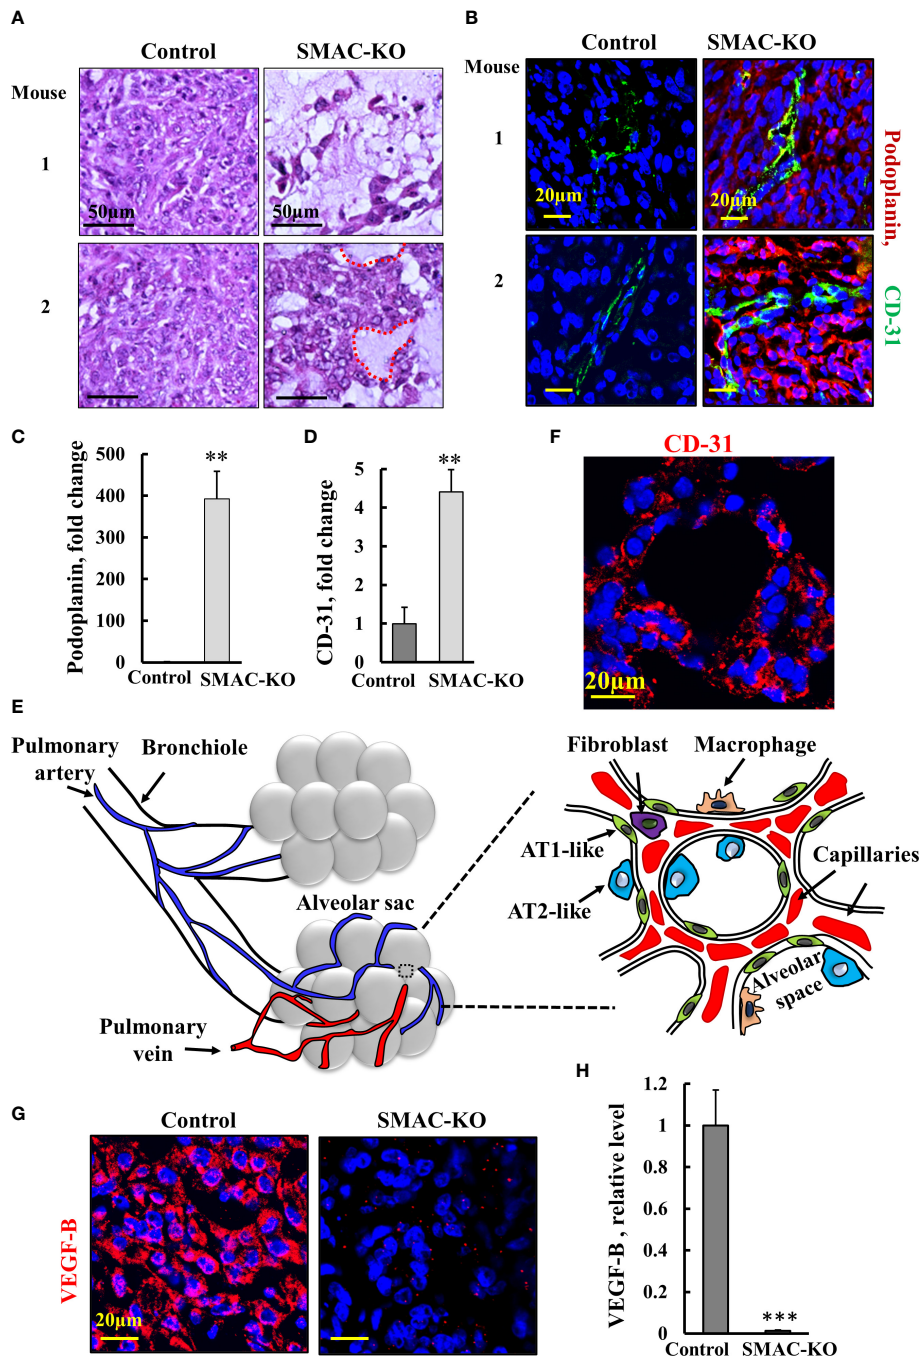 A
Control
SMAC-KO
Mouse
1
50µm
50µm
2
B
Control
SMAC-KO
Mouse
1
20µm
20µm
2
Podoplanin,
CD-31
C
Podoplanin, fold change
500
400
300
200
100
0
Control
SMAC-KO
**
D
CD-31, fold change
5
4
3
2
1
0
Control
SMAC-KO
**
F
CD-31
20µm
E
Pulmonary
artery
Bronchiole
Alveolar sac
Pulmonary
vein
Fibroblast
Macrophage
AT1-like
AT2-like
Capillaries
Alveolar
space
G
Control
SMAC-KO
VEGF-B
20µm
H
VEGF-B , relative level
1.2
1
0.8
0.6
0.4
0.2
0
***
Control
SMAC-KO